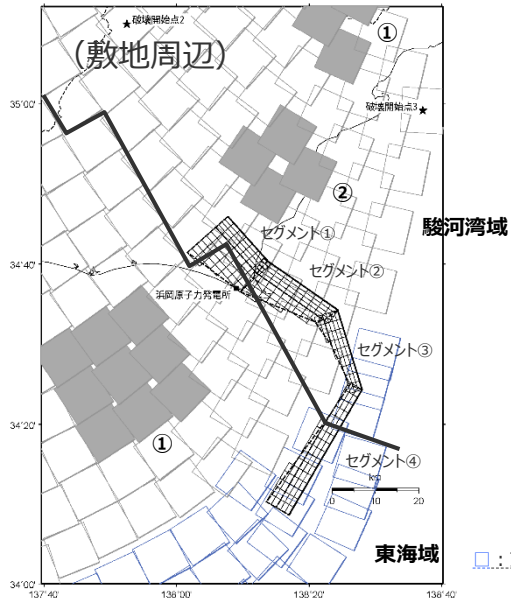 破壊開始点2
①
(敷地周辺)
35°00'
破壊開始点3
②
セグメント①
駿河湾域
セグメント②
34°40'
浜岡原子力発電所
セグメント③
34°20'
①
セグメント④
km
0 10 20
東海域
34°00'
137°40' 138°00' 138°20' 138°40'